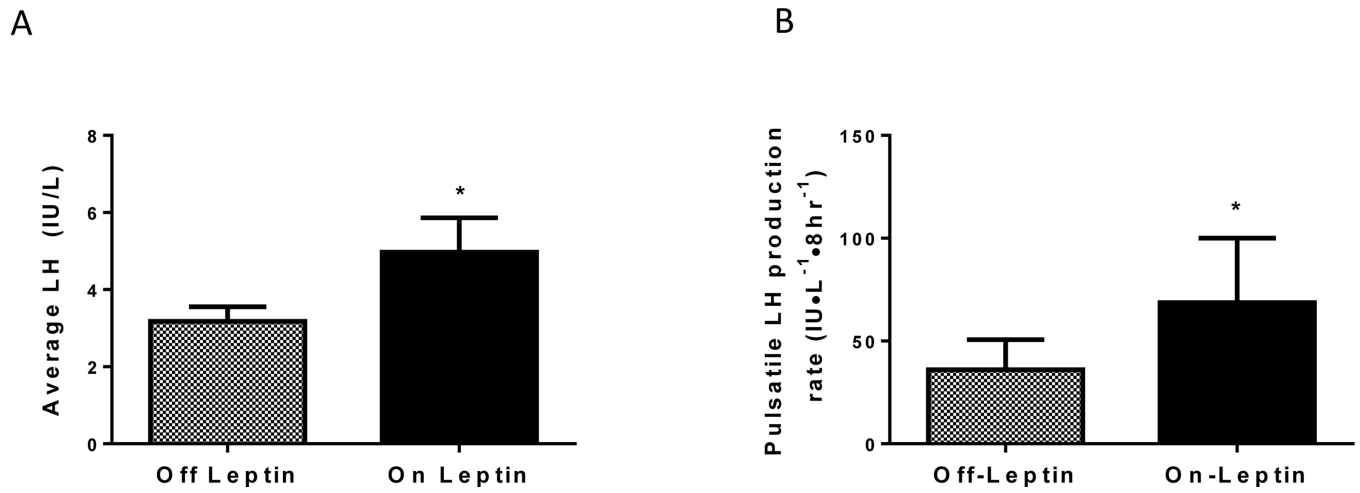 A
B
Average LH (IU/L)
8
6
4
2
0
*
Off Leptin
On Leptin
Pulsatile LH production
rate (IU•L⁻¹•8hr⁻¹)
150
100
50
0
*
Off-Leptin
On-Leptin